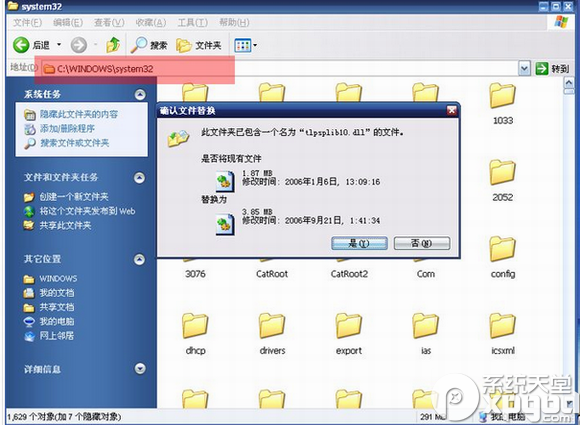 system32
文件(F) 编辑(E) 查看(V) 收藏(A) 工具(T) 帮助(H)
后退 搜索 文件夹
地址(D) C:\WINDOWS\system32 转到
系统任务
隐藏此文件夹的内容
添加/删除程序
搜索文件或文件夹
文件和文件夹任务
创建一个新文件夹
将这个文件夹发布到 Web
共享此文件夹
其它位置
WINDOWS
我的文档
共享文档
我的电脑
网上邻居
详细信息
1033
2052
确认文件替换
此文件夹已包含一个名为“tlpsplib10.dll”的文件。
是否将现有文件
1.87 MB
修改时间: 2006年1月6日, 13:09:16
替换为
3.85 MB
修改时间: 2006年9月21日, 1:41:34
是(Y) 否(N)
3076 CatRoot CatRoot2 Com config
dhcp drivers export ias icsxml
1,629 个对象(加 7 个隐藏对象) 291 MB 我的电脑
系统天堂